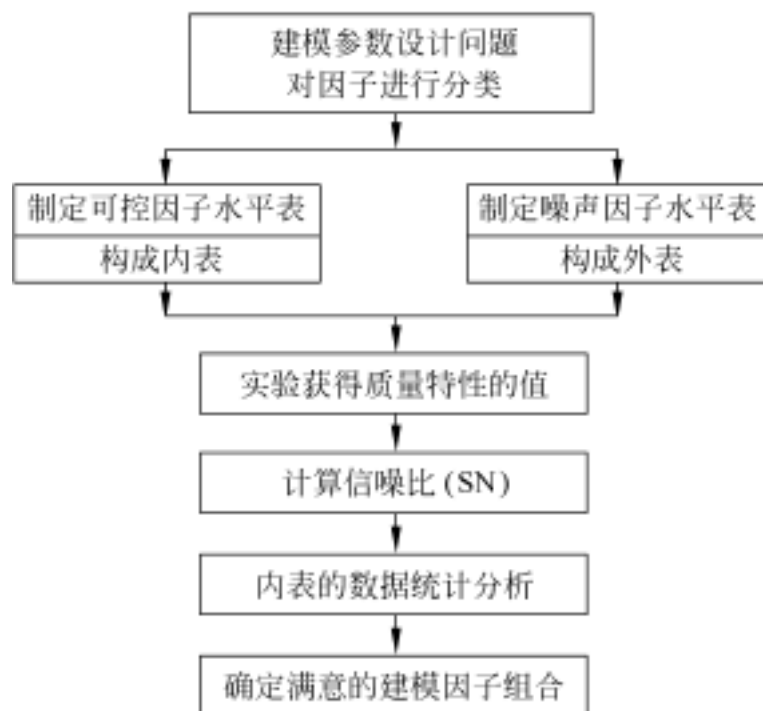 建模参数设计问题
对因子进行分类
制定可控因子水平表
构成内表
制定噪声因子水平表
构成外表
实验获得质量特性的值
计算信噪比(SN)
内表的数据统计分析
确定满意的建模因子组合